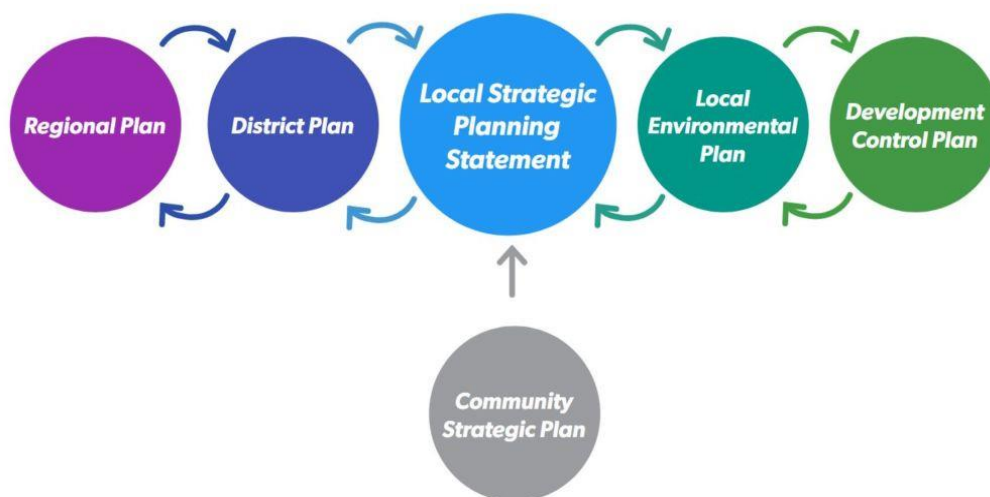 Regional Plan
District Plan
Local Strategic
Planning
Statement
Local
Environmental
Plan
Development
Control Plan
Community
Strategic Plan